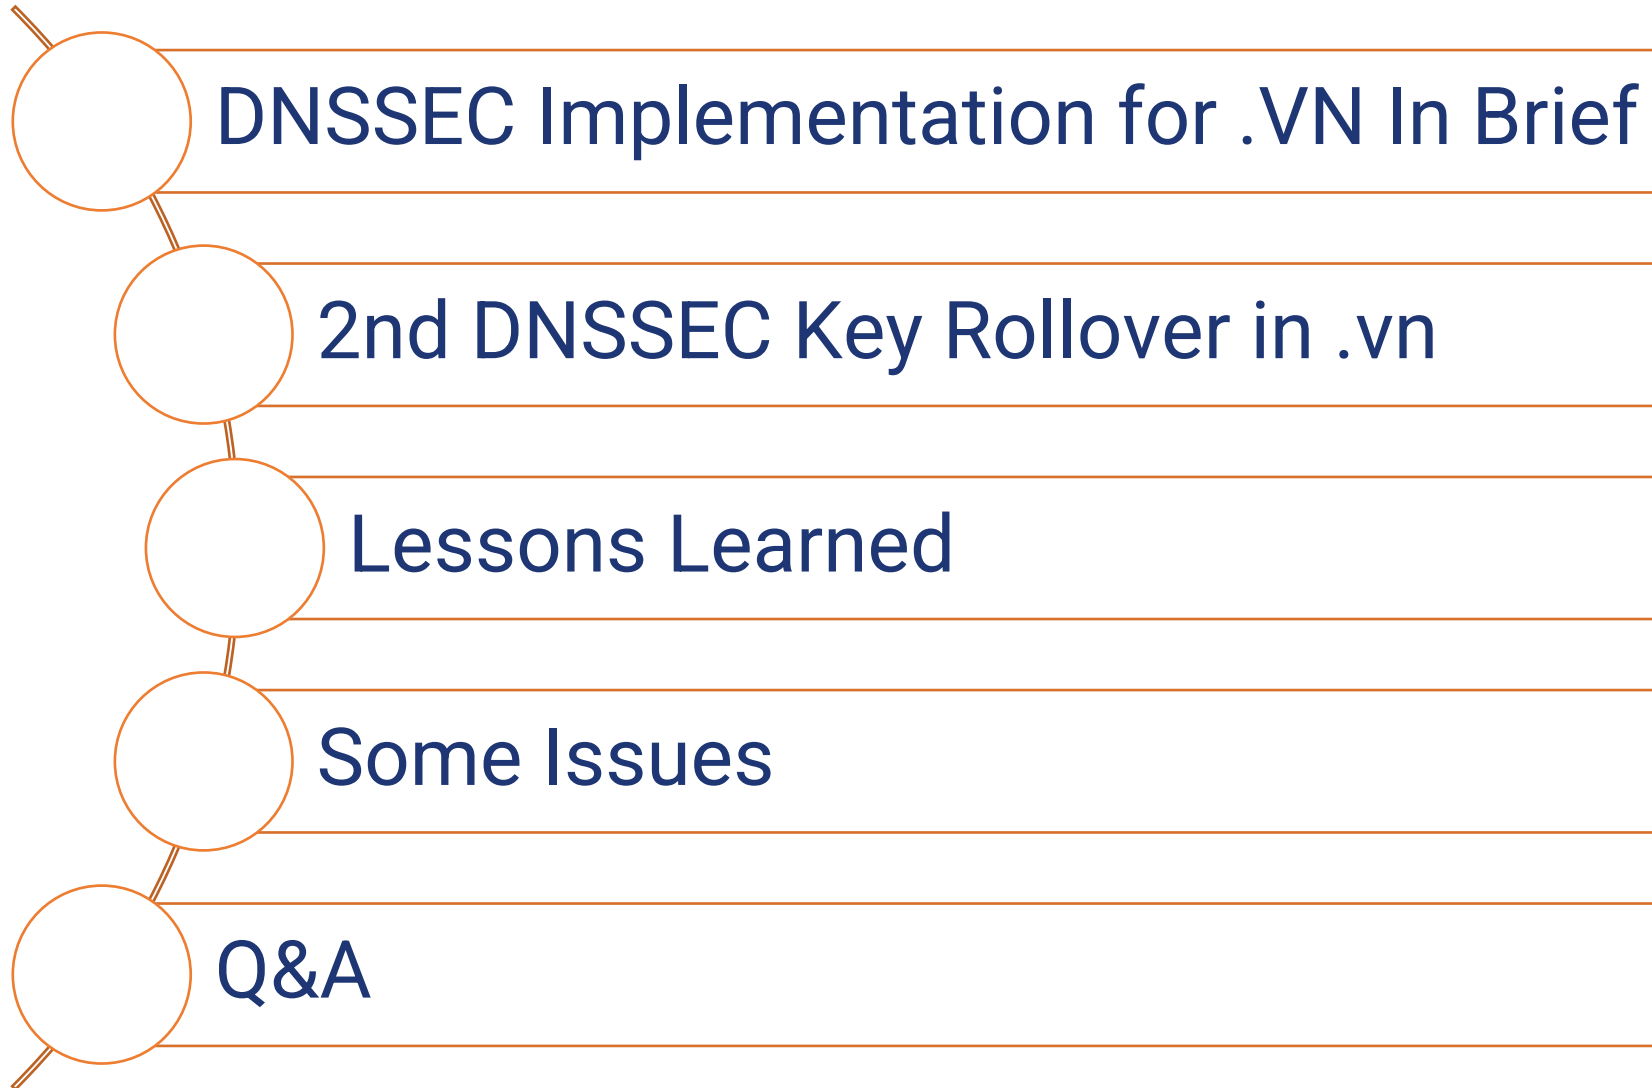 DNSSEC Implementation for .VN In Brief
2nd DNSSEC Key Rollover in .vn
Lessons Learned
Some Issues
Q&A